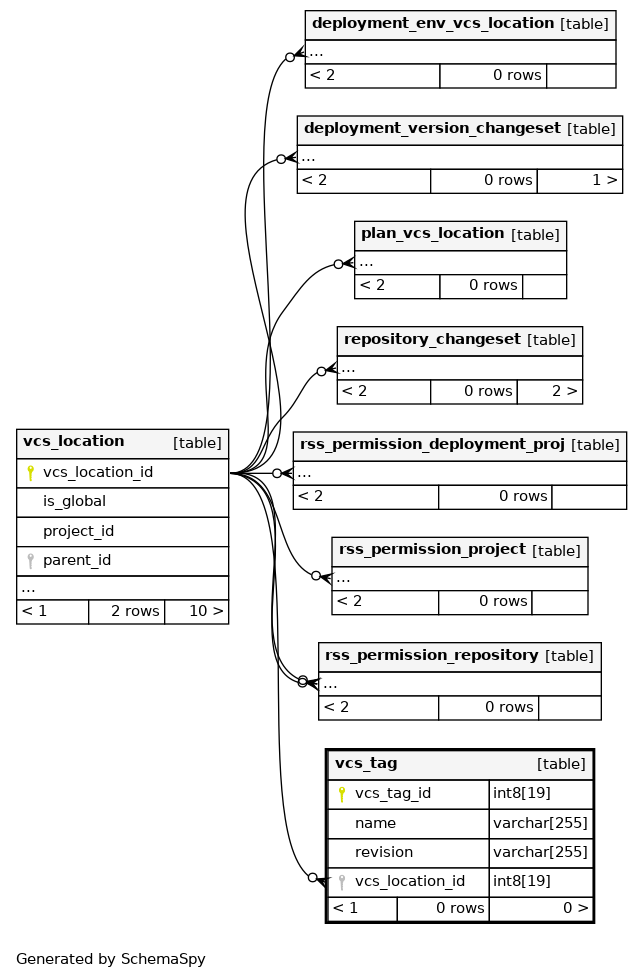 deployment_env_vcs_location [table]
...
< 2 0 rows
deployment_version_changeset [table]
...
< 2 0 rows 1 >
plan_vcs_location [table]
...
< 2 0 rows
repository_changeset [table]
...
< 2 0 rows 2 >
vcs_location [table]
vcs_location_id
is_global
project_id
parent_id
...
< 1 2 rows 10 >
rss_permission_deployment_proj [table]
...
< 2 0 rows
rss_permission_project [table]
...
< 2 0 rows
rss_permission_repository [table]
...
< 2 0 rows
vcs_tag [table]
vcs_tag_id int8[19]
name varchar[255]
revision varchar[255]
vcs_location_id int8[19]
< 1 0 rows 0 >
Generated by SchemaSpy